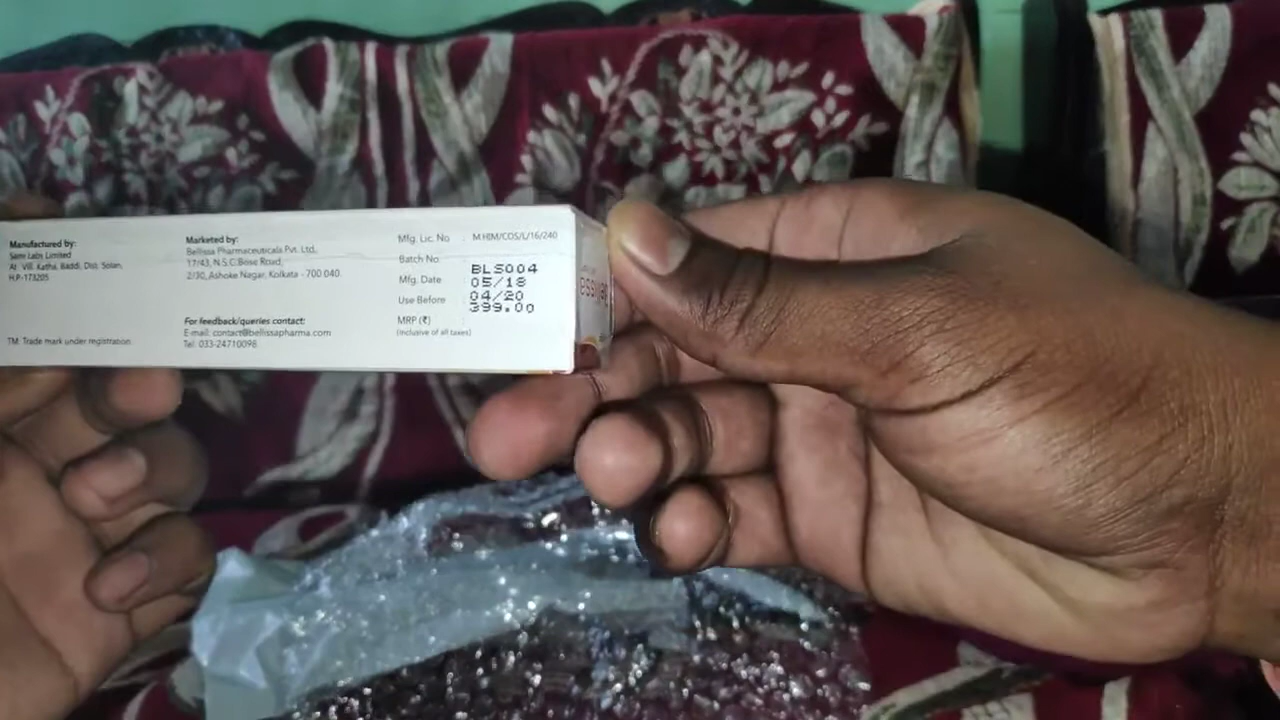 Manufactured by:
Sami Labs Limited
At: Vill. Katha, Baddi, Dist. Solan,
H.P-173205
TM: Trade mark under registration
Marketed by:
Bellissa Pharmaceuticals Pvt. Ltd.
17/43, N.S.C.Bose Road,
2/30, Ashoke Nagar, Kolkata - 700 040
For feedback/queries contact:
E-mail: contact@bellissapharma.com
Tel: 033-24710098
Mfg. Lic. No : M.HIM/COS/L/16/240
Batch No. BLS004
Mfg. Date 05/18
Use Before 04/20
MRP (₹) 399.00
(Inclusive of all taxes)